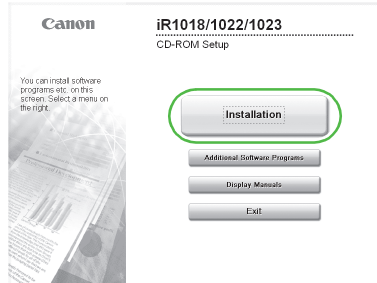 Canon
iR1018/1022/1023
CD-ROM Setup
You can install software
programs etc. on this
screen. Select a menu on
the right.
Installation
Additional Software Programs
Display Manuals
Exit